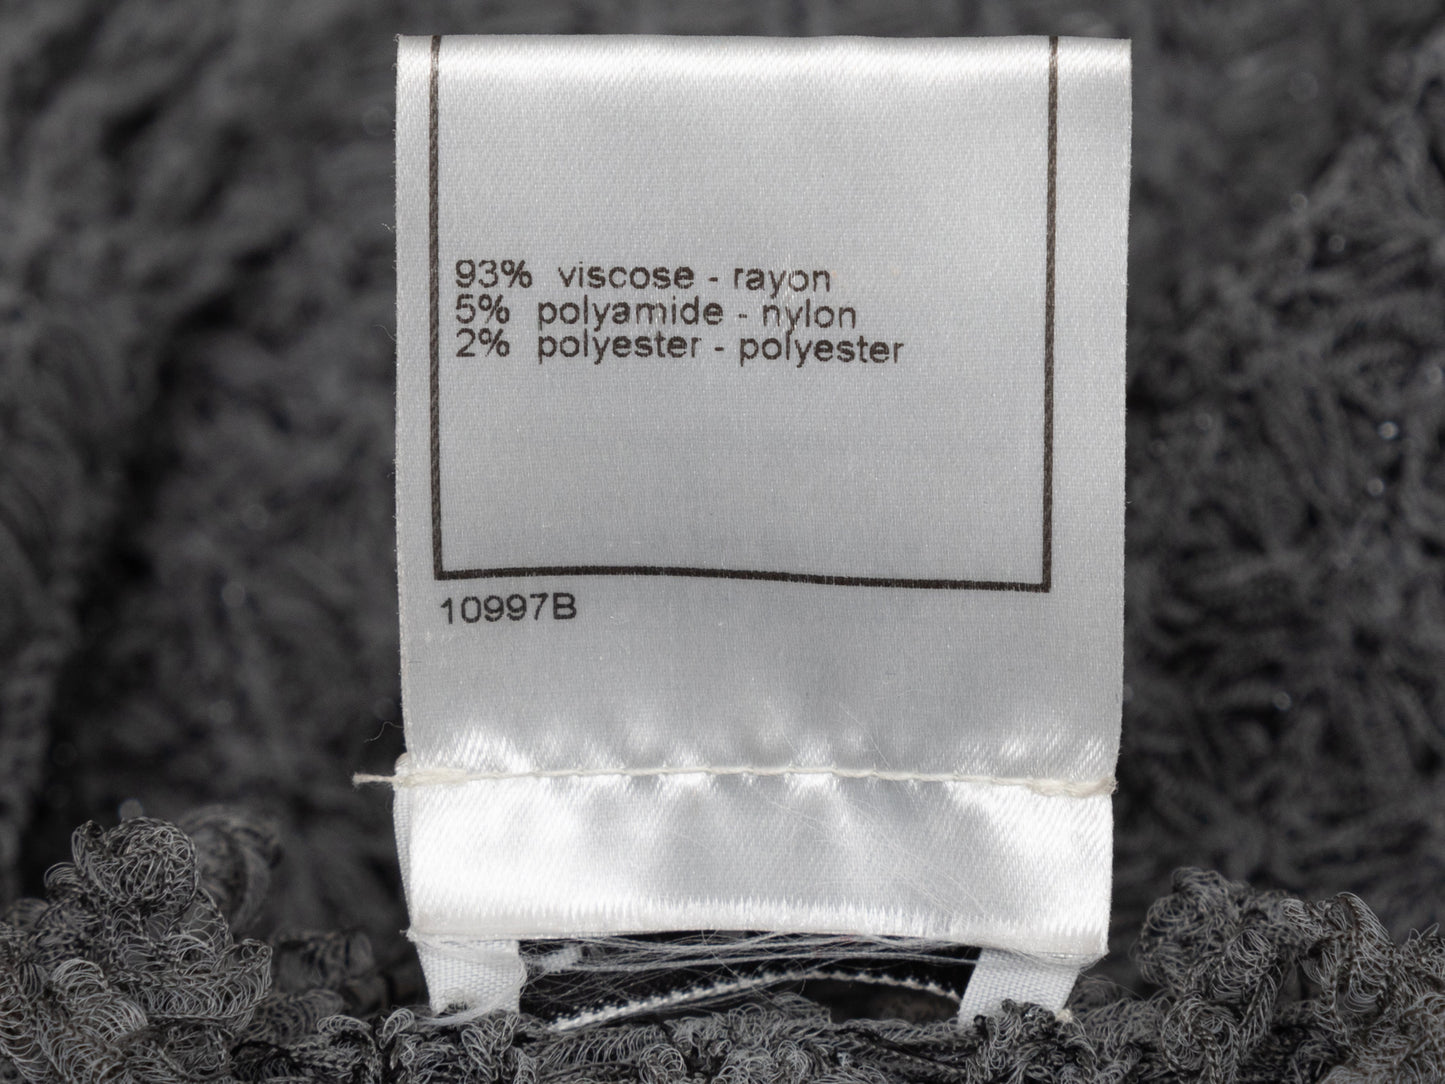 93% viscose - rayon
5% polyamide - nylon
2% polyester - polyester
10997B